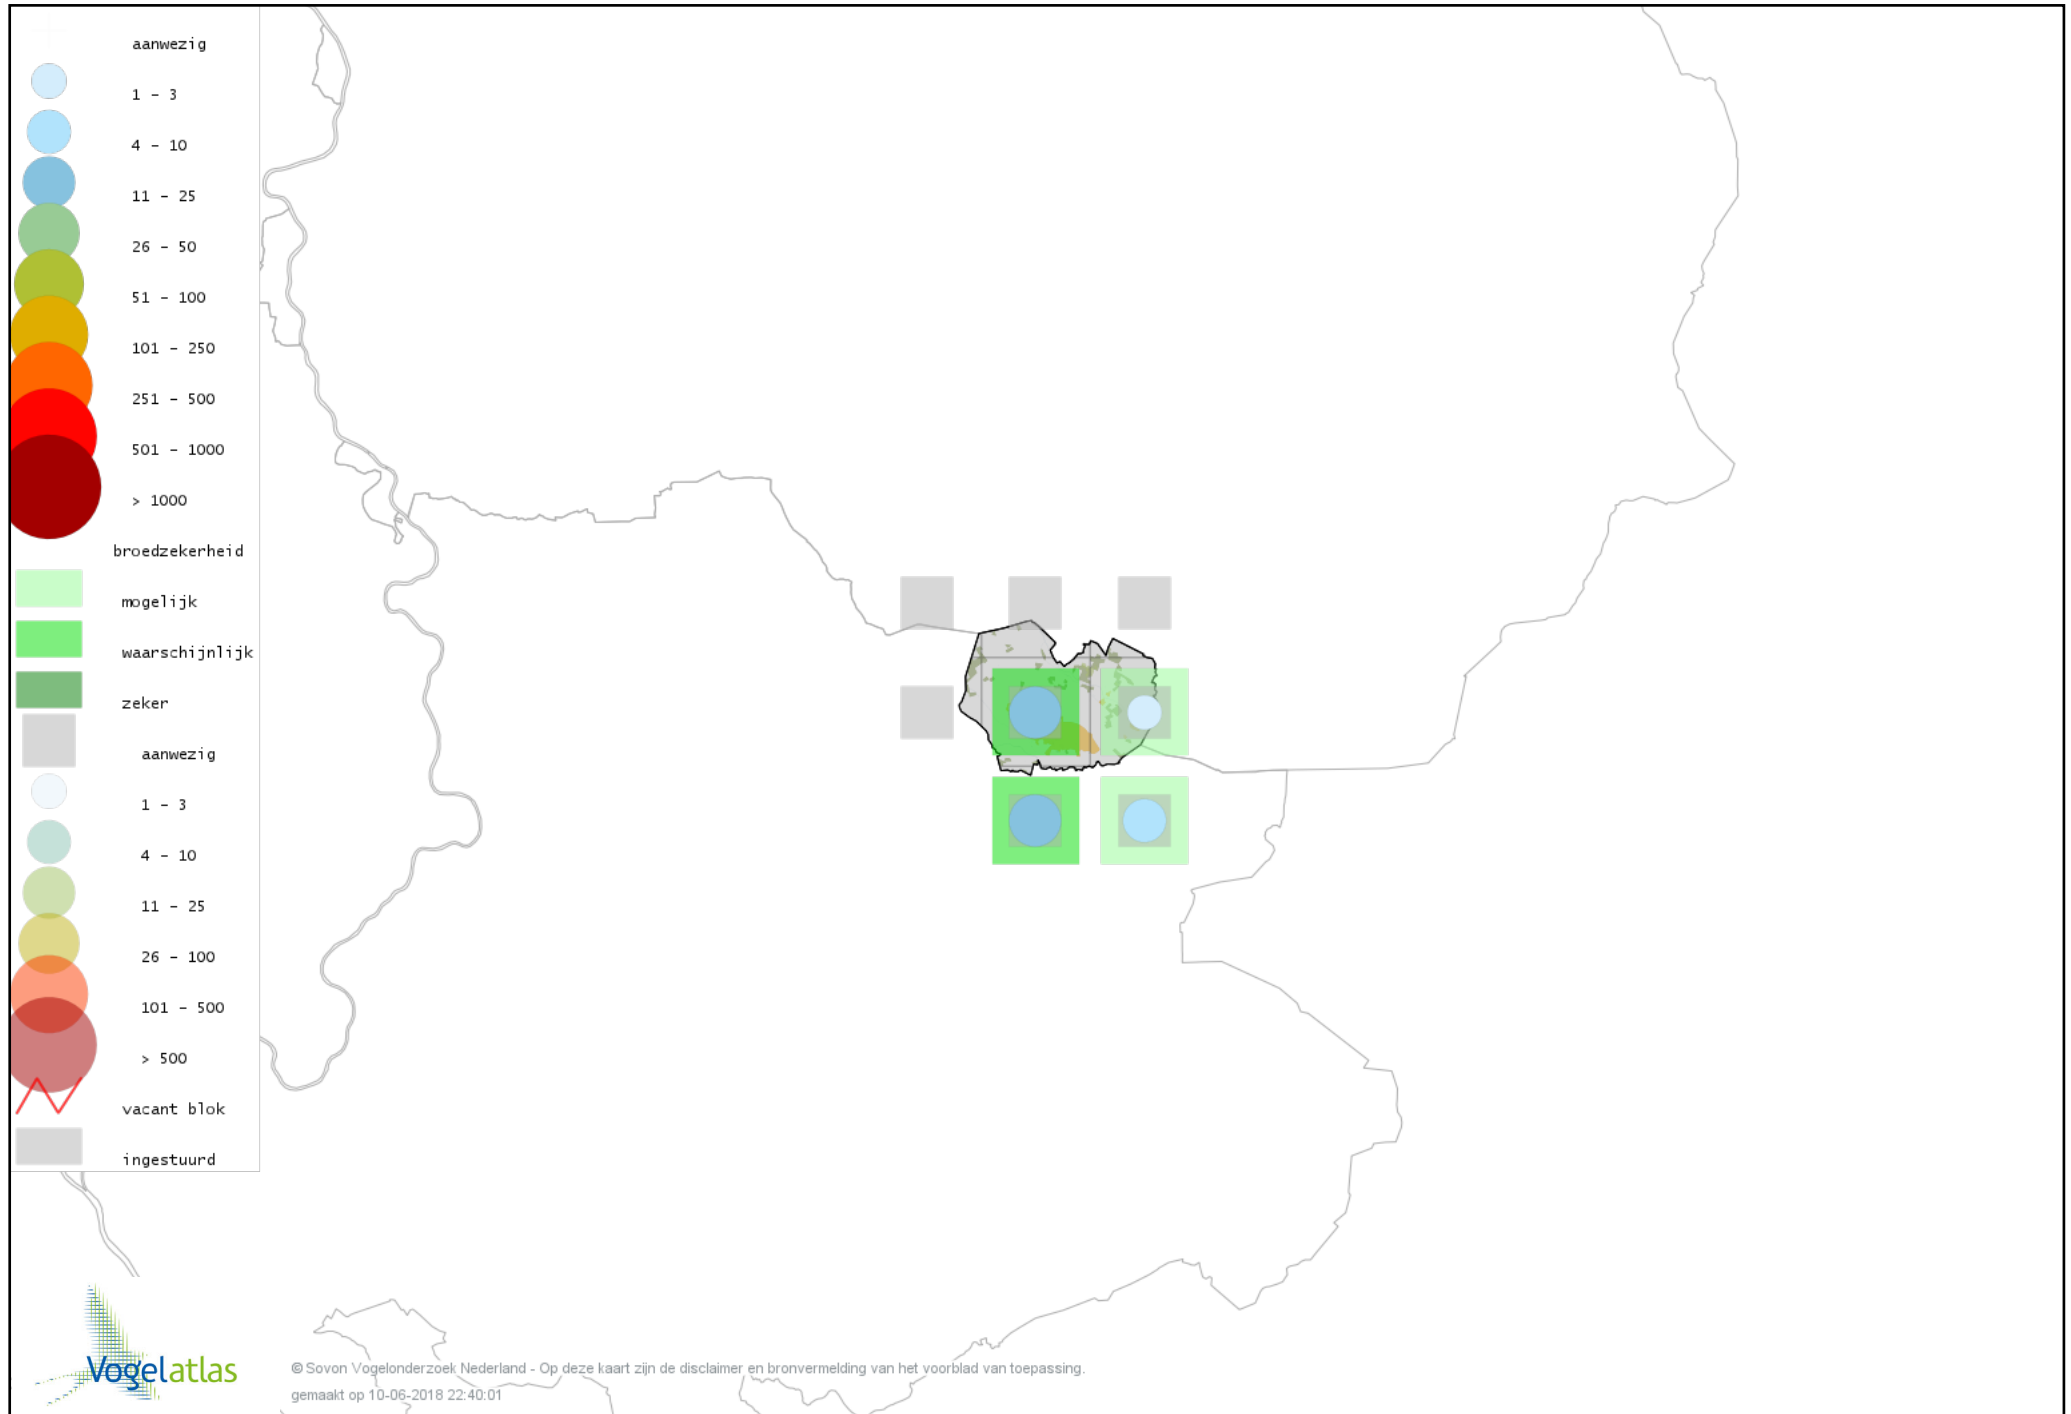 aanwezig
1 - 3
4 - 10
11 - 25
26 - 50
51 - 100
101 - 250
251 - 500
501 - 1000
> 1000
broedzekerheid
mogelijk
waarschijnlijk
zeker
aanwezig
1 - 3
4 - 10
11 - 25
26 - 100
101 - 500
> 500
vacant blok
ingestuurd
Vogelatlas
© Sovon Vogelonderzoek Nederland - Op deze kaart zijn de disclaimer en bronvermelding van het voorblad van toepassing.
gemaakt op 10-06-2018 22:40:01